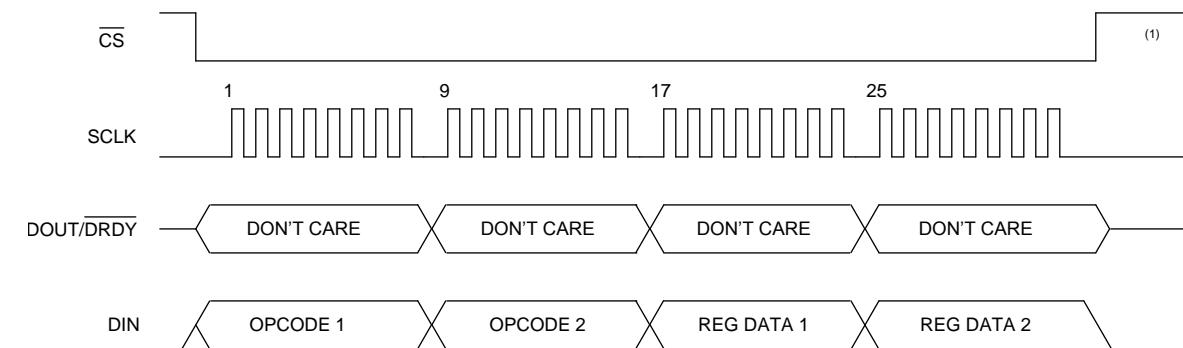 CS
(1)
1 9 17 25
SCLK
DOUT/DRDY DON'T CARE DON'T CARE DON'T CARE DON'T CARE
DIN OPCODE 1 OPCODE 2 REG DATA 1 REG DATA 2